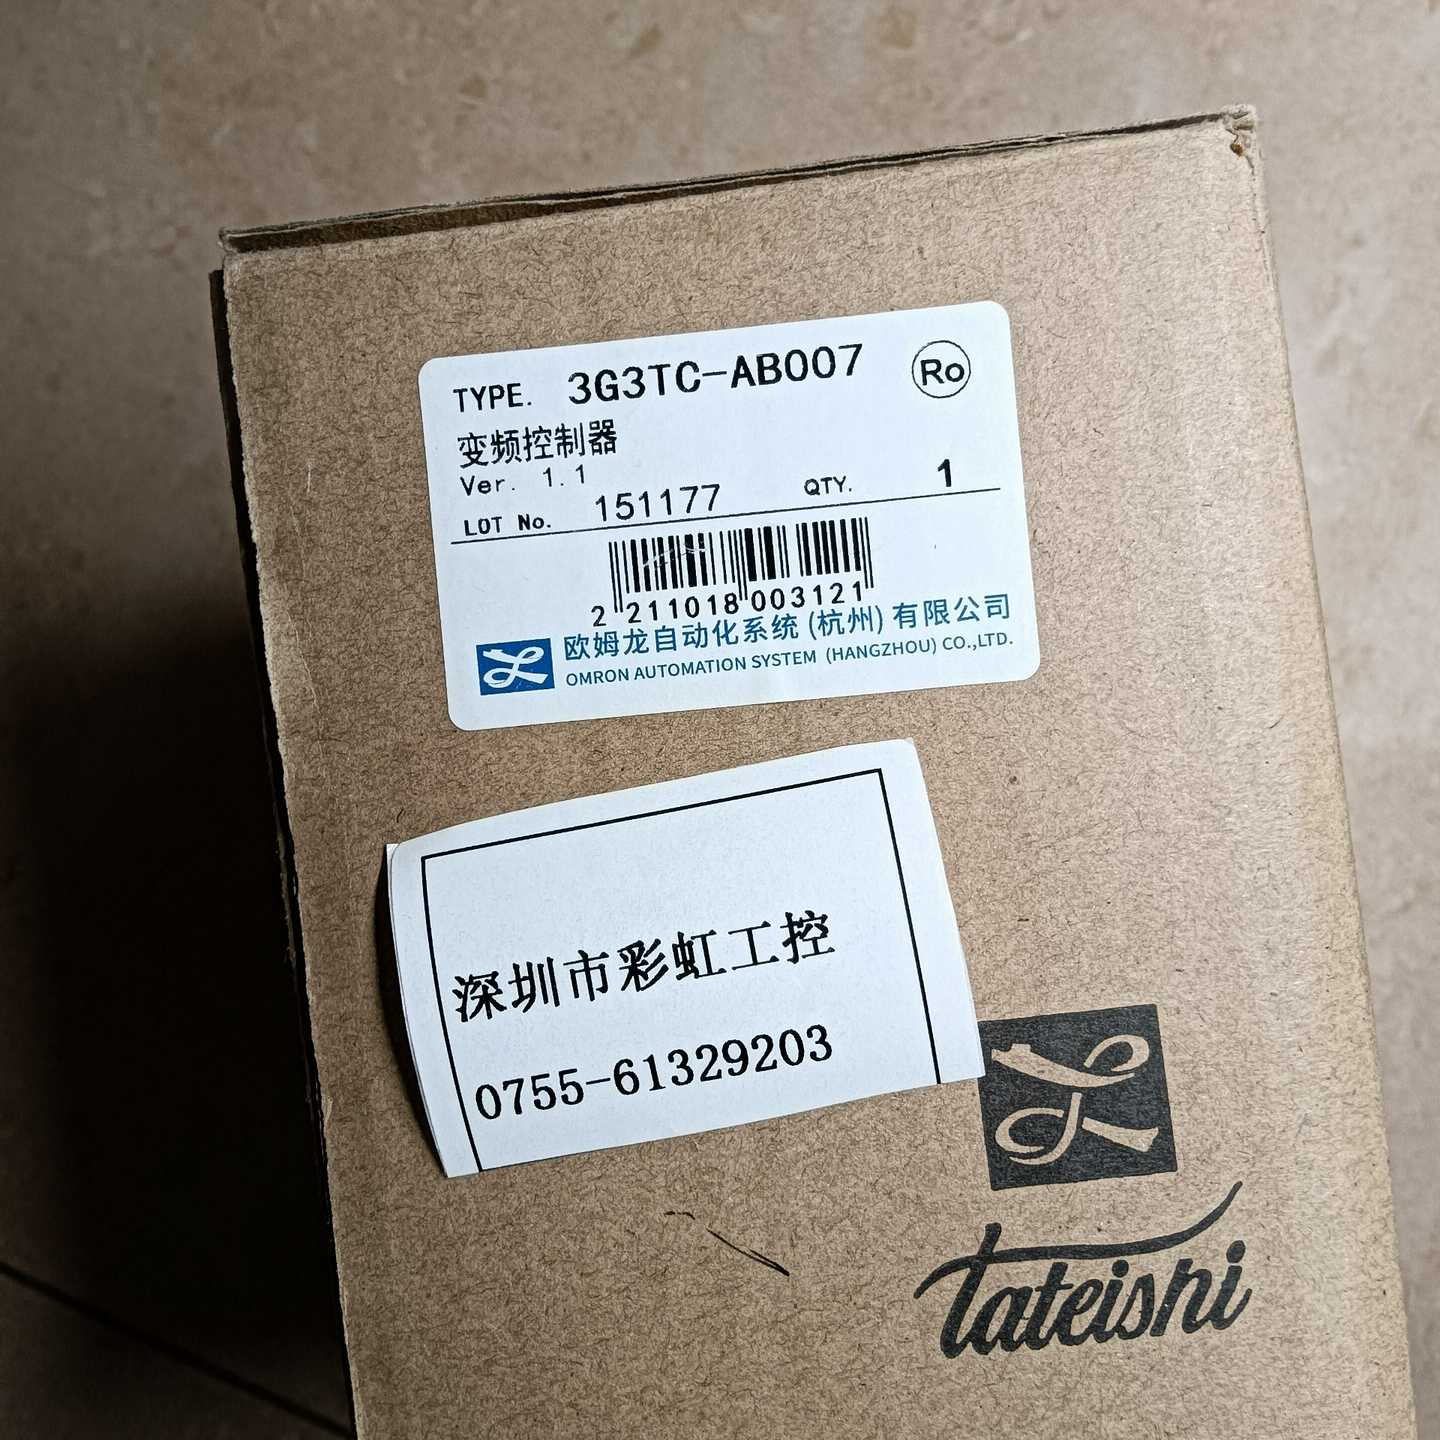 TYPE. 3G3TC-AB007 Ro
变频控制器
Ver. 1.1
LOT No. 151177 QTY. 1
2 211018 003121
欧姆龙自动化系统(杭州)有限公司
OMRON AUTOMATION SYSTEM (HANGZHOU) CO.,LTD.
深圳市彩虹工控
0755-61329203
Tateishi